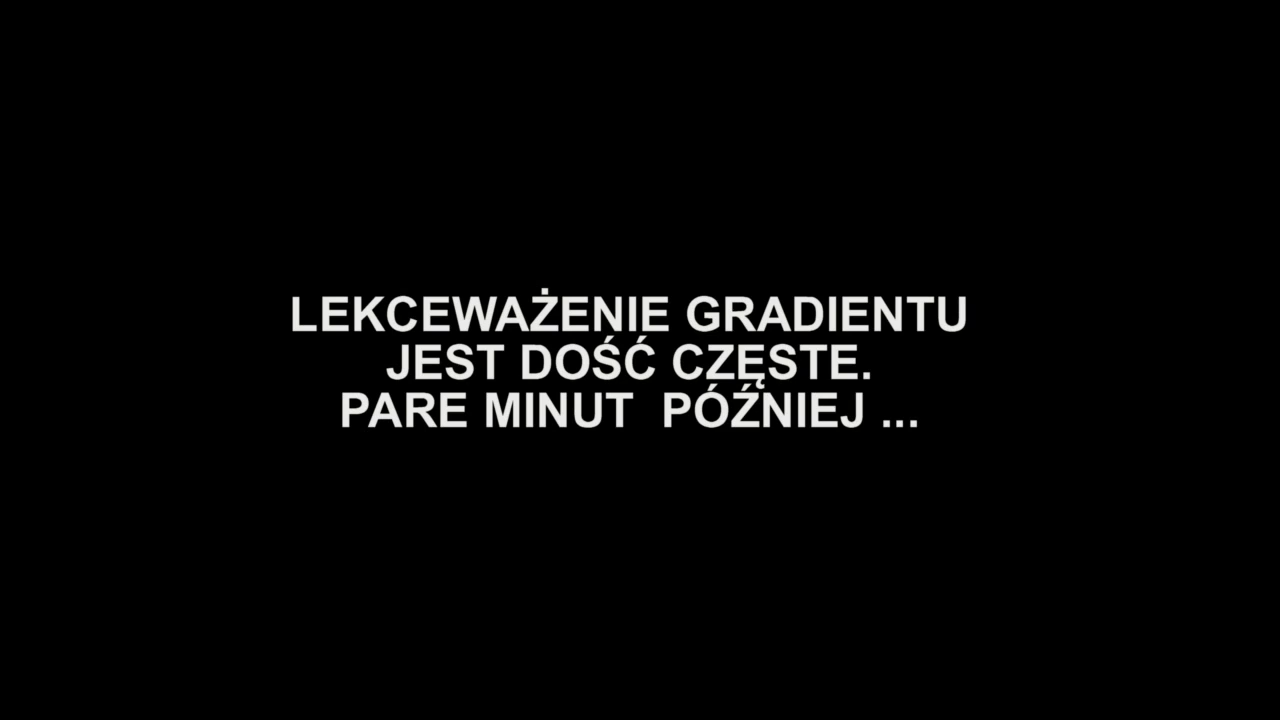 LEKCEWAŻENIE GRADIENTU
JEST DOŚĆ CZĘSTE.
PARE MINUT  PÓŹNIEJ ...